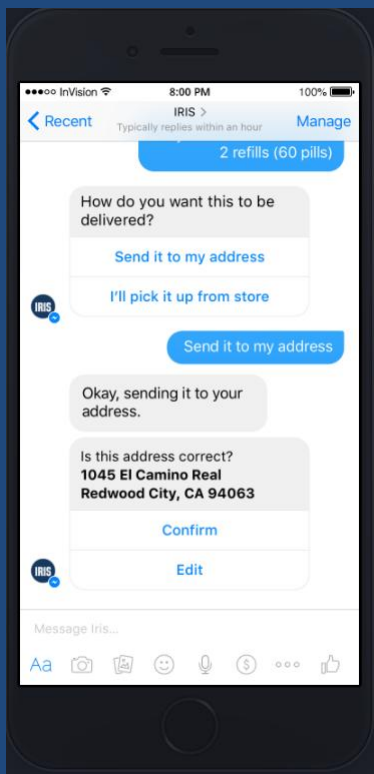 InVision 8:00 PM 100%
Recent IRIS > Manage
Typically replies within an hour
2 refills (60 pills)
How do you want this to be
delivered?
Send it to my address
I'll pick it up from store
IRIS
Send it to my address
Okay, sending it to your
address.
Is this address correct?
1045 El Camino Real
Redwood City, CA 94063
Confirm
Edit
IRIS
Message Iris...
Aa